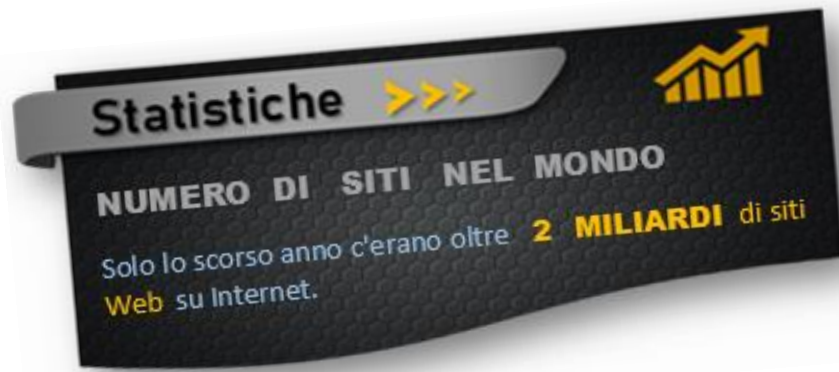 Statistiche >>>
NUMERO DI SITI NEL MONDO
Solo lo scorso anno c'erano oltre 2 MILIARDI di siti
Web su Internet.